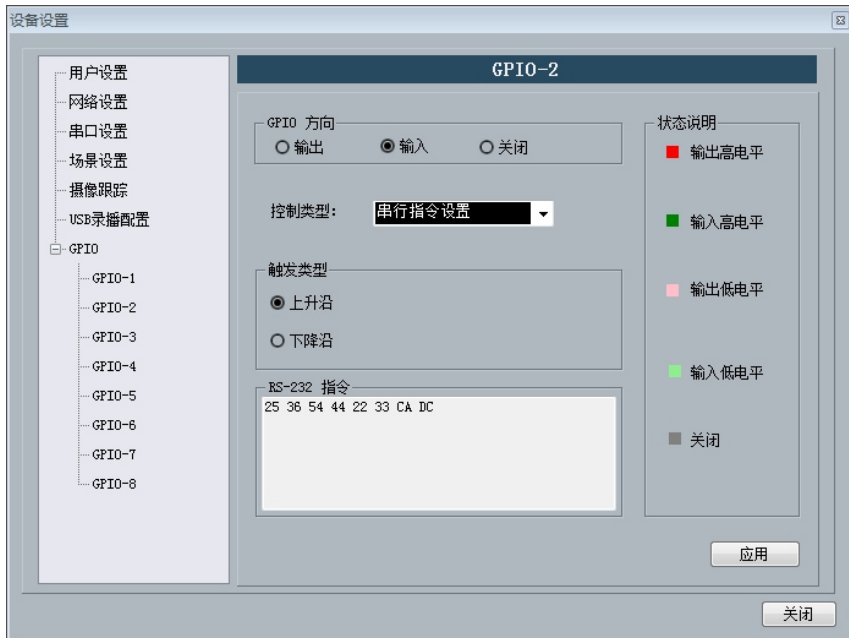 设备设置
用户设置
网络设置
串口设置
场景设置
摄像跟踪
USB录播配置
GPIO
GPIO-1
GPIO-2
GPIO-3
GPIO-4
GPIO-5
GPIO-6
GPIO-7
GPIO-8
GPIO-2
GPIO 方向
输出 输入 关闭
控制类型: 串行指令设置
触发类型
上升沿
下降沿
RS-232 指令
25 36 54 44 22 33 CA DC
状态说明
输出高电平
输入高电平
输出低电平
输入低电平
关闭
应用
关闭